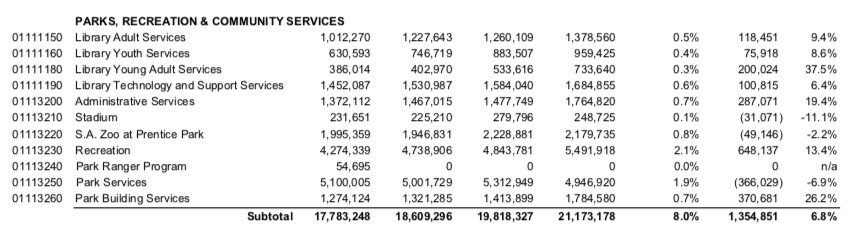 PARKS, RECREATION & COMMUNITY SERVICES
01111150 Library Adult Services 1,012,270 1,227,643 1,260,109 1,378,560 0.5% 118,451 9.4%
01111160 Library Youth Services 630,593 746,719 883,507 959,425 0.4% 75,918 8.6%
01111180 Library Young Adult Services 386,014 402,970 533,616 733,640 0.3% 200,024 37.5%
01111190 Library Technology and Support Services 1,452,087 1,530,987 1,584,040 1,684,855 0.6% 100,815 6.4%
01113200 Administrative Services 1,372,112 1,467,015 1,477,749 1,764,820 0.7% 287,071 19.4%
01113210 Stadium 231,651 225,210 279,796 248,725 0.1% (31,071) -11.1%
01113220 S.A. Zoo at Prentice Park 1,995,359 1,946,831 2,228,881 2,179,735 0.8% (49,146) -2.2%
01113230 Recreation 4,274,339 4,738,906 4,843,781 5,491,918 2.1% 648,137 13.4%
01113240 Park Ranger Program 54,695 0 0 0 0.0% 0 n/a
01113250 Park Services 5,100,005 5,001,729 5,312,949 4,946,920 1.9% (366,029) -6.9%
01113260 Park Building Services 1,274,124 1,321,285 1,413,899 1,784,580 0.7% 370,681 26.2%
Subtotal 17,783,248 18,609,296 19,818,327 21,173,178 8.0% 1,354,851 6.8%